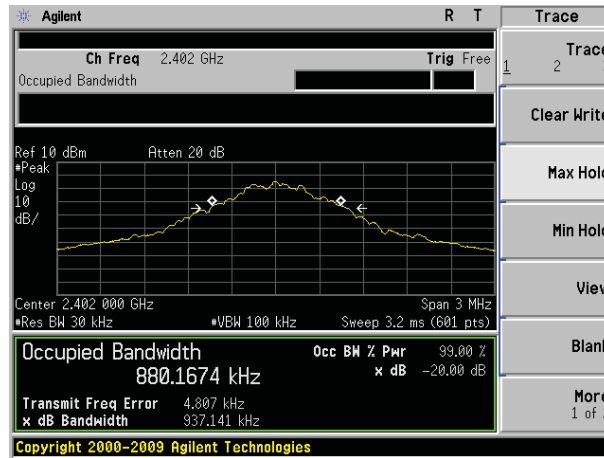 Agilent R T Trace
Ch Freq 2.402 GHz Trig Free
Occupied Bandwidth
Trace
1 2
Clear Write
Max Hold
Min Hold
View
Blank
More
1 of
Ref 10 dBm Atten 20 dB
#Peak
Log
10
dB/
Center 2.402 000 GHz Span 3 MHz
#Res BW 30 kHz #VBW 100 kHz Sweep 3.2 ms (601 pts)
Occupied Bandwidth Occ BW % Pwr 99.00 %
880.1674 kHz x dB -20.00 dB
Transmit Freq Error 4.807 kHz
x dB Bandwidth 937.141 kHz
Copyright 2000-2009 Agilent Technologies